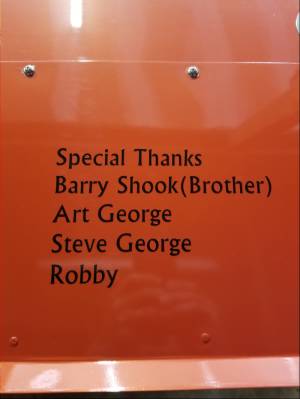 Special Thanks
Barry Shook(Brother)
Art George
Steve George
Robby